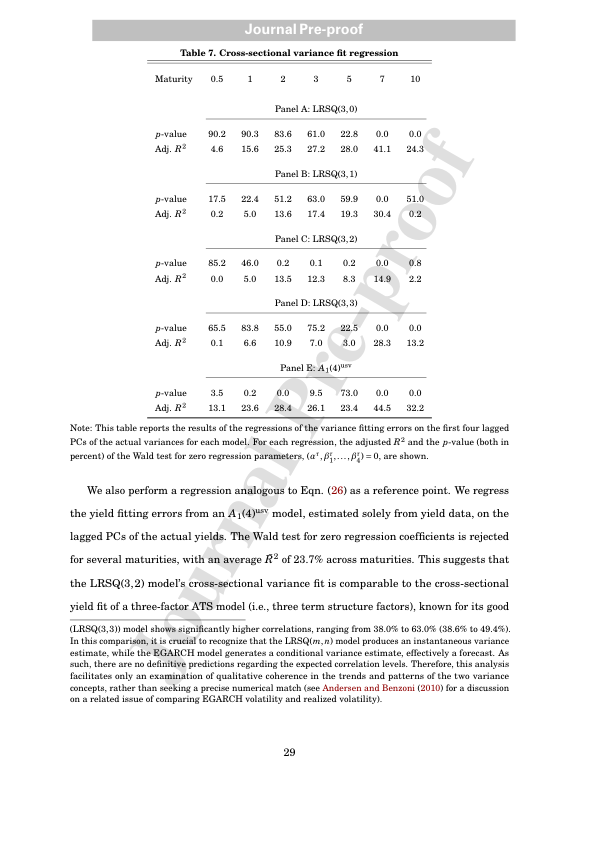 Journal Pre-proof
Table 7. Cross-sectional variance fit regression
Maturity 0.5 1 2 3 5 7 10
Panel A: LRSQ(3,0)
p-value 90.2 90.3 83.6 61.0 22.8 0.0 0.0
Adj. R² 4.6 15.6 25.3 27.2 28.0 41.1 24.3
Panel B: LRSQ(3,1)
p-value 17.5 22.4 51.2 63.0 59.9 0.0 51.0
Adj. R² 0.2 5.0 13.6 17.4 19.3 30.4 0.2
Panel C: LRSQ(3,2)
p-value 85.2 46.0 0.2 0.1 0.2 0.0 0.8
Adj. R² 0.0 5.0 13.5 12.3 8.3 14.9 2.2
Panel D: LRSQ(3,3)
p-value 65.5 83.8 55.0 75.2 22.5 0.0 0.0
Adj. R² 0.1 6.6 10.9 7.0 3.0 28.3 13.2
Panel E: A₁(4)ᵘˢᵛ
p-value 3.5 0.2 0.0 9.5 73.0 0.0 0.0
Adj. R² 13.1 23.6 28.4 26.1 23.4 44.5 32.2
Note: This table reports the results of the regressions of the variance fitting errors on the first four lagged
PCs of the actual variances for each model. For each regression, the adjusted R² and the p-value (both in
percent) of the Wald test for zero regression parameters, (α^τ, β₁^τ, ..., β₄^τ) = 0, are shown.
We also perform a regression analogous to Eqn. (26) as a reference point. We regress
the yield fitting errors from an A₁(4)ᵘˢᵛ model, estimated solely from yield data, on the
lagged PCs of the actual yields. The Wald test for zero regression coefficients is rejected
for several maturities, with an average R̄² of 23.7% across maturities. This suggests that
the LRSQ(3,2) model's cross-sectional variance fit is comparable to the cross-sectional
yield fit of a three-factor ATS model (i.e., three term structure factors), known for its good
(LRSQ(3,3)) model shows significantly higher correlations, ranging from 38.0% to 63.0% (38.6% to 49.4%).
In this comparison, it is crucial to recognize that the LRSQ(m,n) model produces an instantaneous variance
estimate, while the EGARCH model generates a conditional variance estimate, effectively a forecast. As
such, there are no definitive predictions regarding the expected correlation levels. Therefore, this analysis
facilitates only an examination of qualitative coherence in the trends and patterns of the two variance
concepts, rather than seeking a precise numerical match (see Andersen and Benzoni (2010) for a discussion
on a related issue of comparing EGARCH volatility and realized volatility).
29
Journal Pre-proof